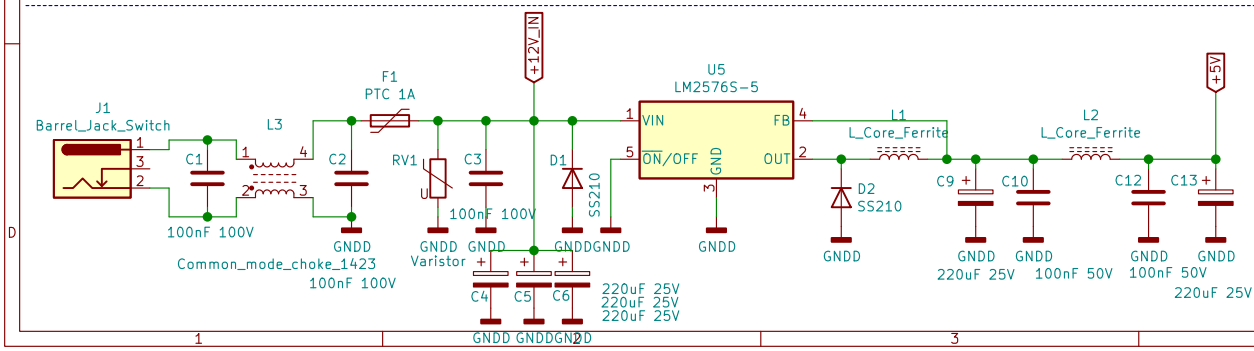 +12V_IN
+5V
F1
PTC 1A
U5
LM2576S-5
J1
Barrel_Jack_Switch
L3
L1
L_Core_Ferrite
L2
L_Core_Ferrite
1
VIN
FB
4
1
3
2
C1
1
4
2
3
C2
RV1
U
C3
D1
SS210
5
ON/OFF
GND
OUT
2
3
D2
SS210
C9
+
C10
C12
C13
+
100nF 100V
100nF 100V
GNDD
GNDD
GNDD
GNDD
GNDD
GNDD
GNDD
GNDD
GNDD
GNDD
GNDD
Common_mode_choke_1423
100nF 100V
Varistor
220uF 25V
100nF 50V
100nF 50V
220uF 25V
+
+
+
C4
C5
C6
220uF 25V
220uF 25V
220uF 25V
GNDD
GNDD
GNDD
D
1
2
3